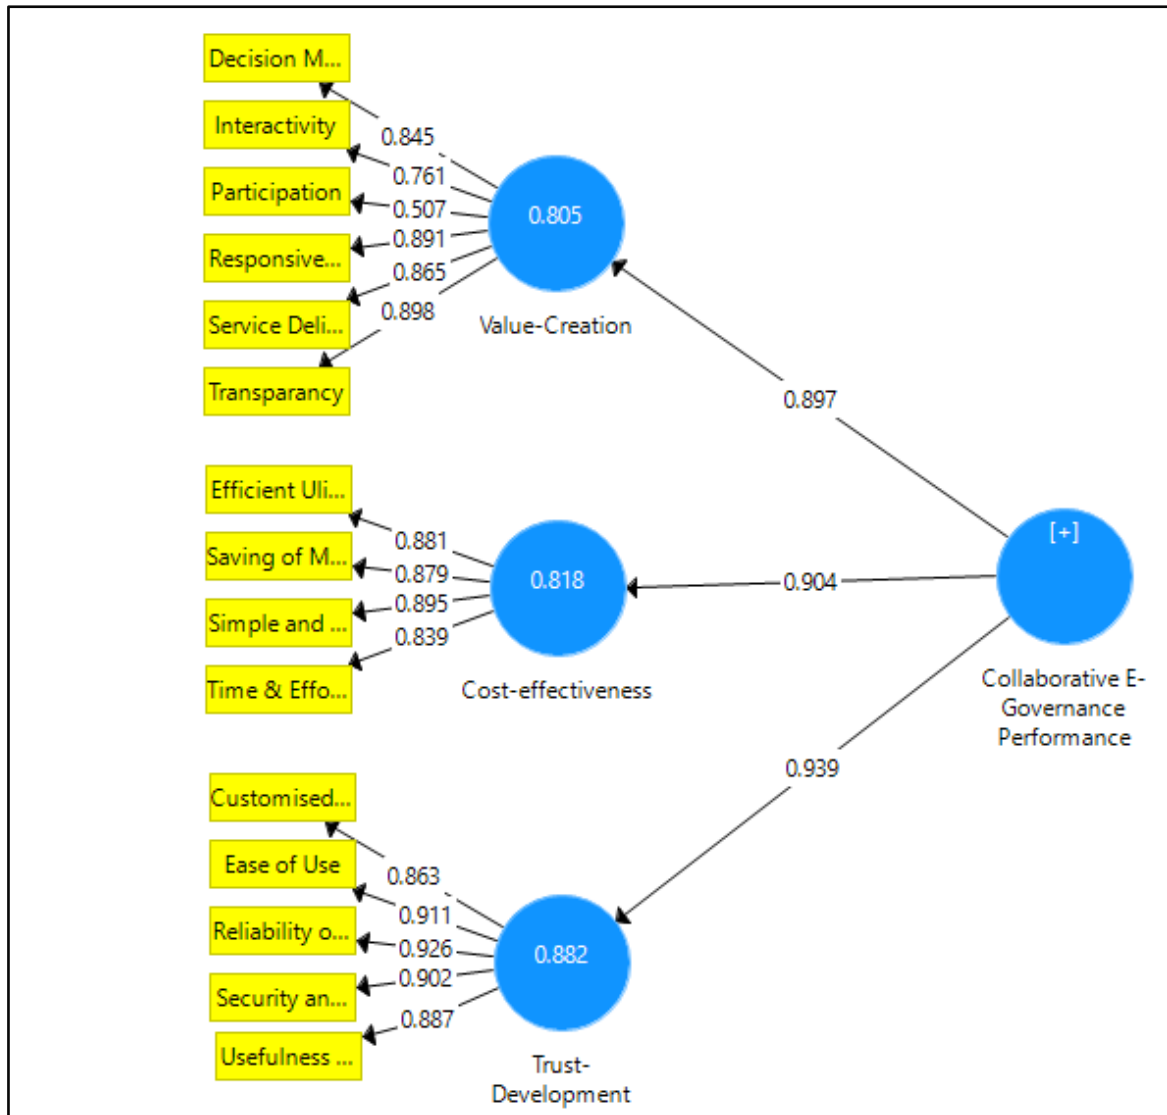 Decision M...
Interactivity
Participation
Responsive...
Service Deli...
Transparancy
0.845
0.761
0.507
0.891
0.865
0.898
0.805
Value-Creation
0.897
Efficient Uli...
Saving of M...
Simple and ...
Time & Effo...
0.881
0.879
0.895
0.839
0.818
Cost-effectiveness
0.904
[+]
Collaborative E-
Governance
Performance
0.939
Customised...
Ease of Use
Reliability o...
Security an...
Usefulness ...
0.863
0.911
0.926
0.902
0.887
0.882
Trust-
Development